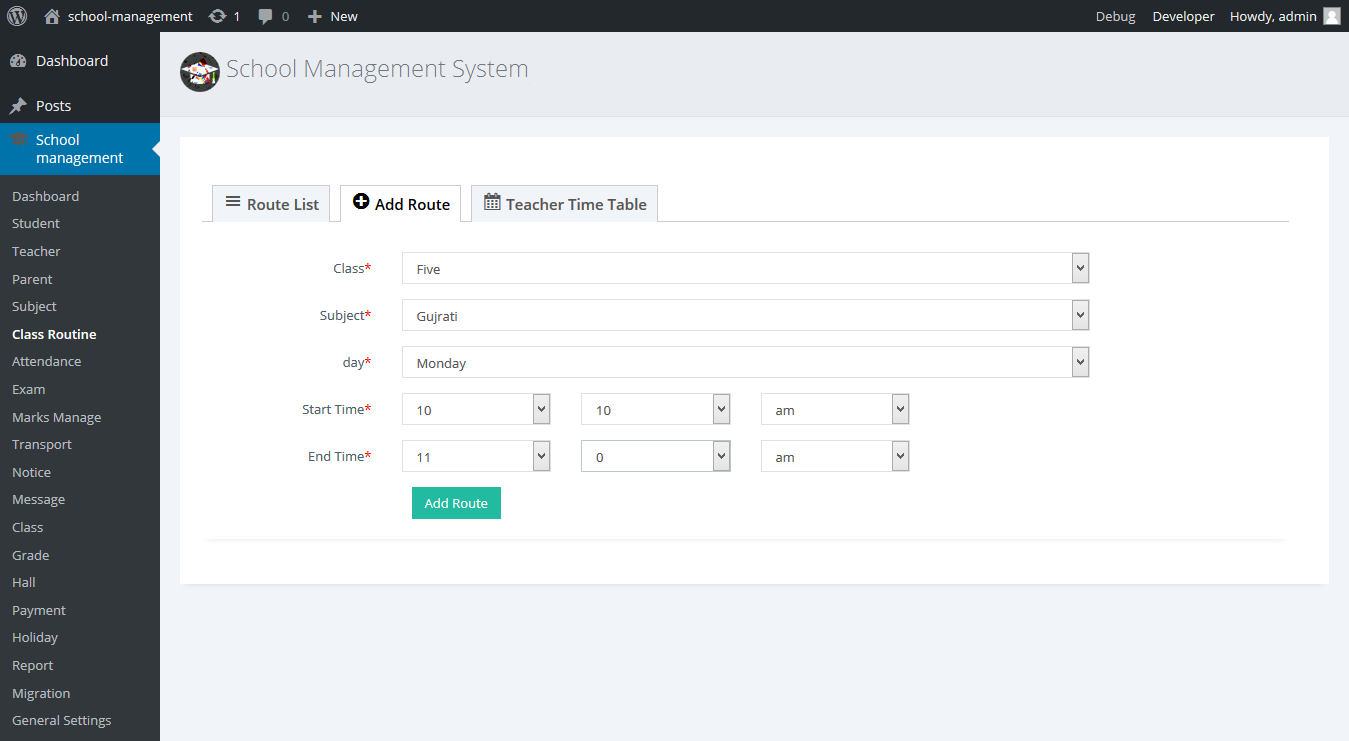 school-management 1 0 New Debug Developer Howdy, admin
Dashboard
Posts
School
management
Dashboard
Student
Teacher
Parent
Subject
Class Routine
Attendance
Exam
Marks Manage
Transport
Notice
Message
Class
Grade
Hall
Payment
Holiday
Report
Migration
General Settings
School Management System
Route List Add Route Teacher Time Table
Class* Five
Subject* Gujrati
day* Monday
Start Time* 10 10 am
End Time* 11 0 am
Add Route